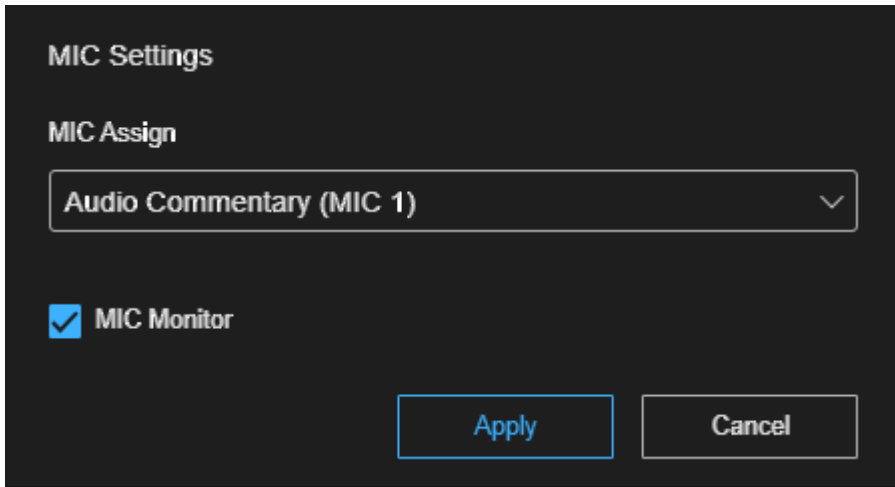 MIC Settings
MIC Assign
Audio Commentary (MIC 1)
MIC Monitor
Apply Cancel